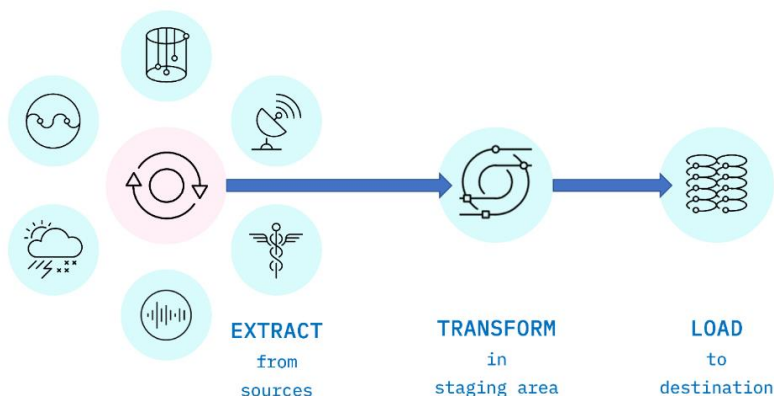 EXTRACT
from
sources
TRANSFORM
in
staging area
LOAD
to
destination